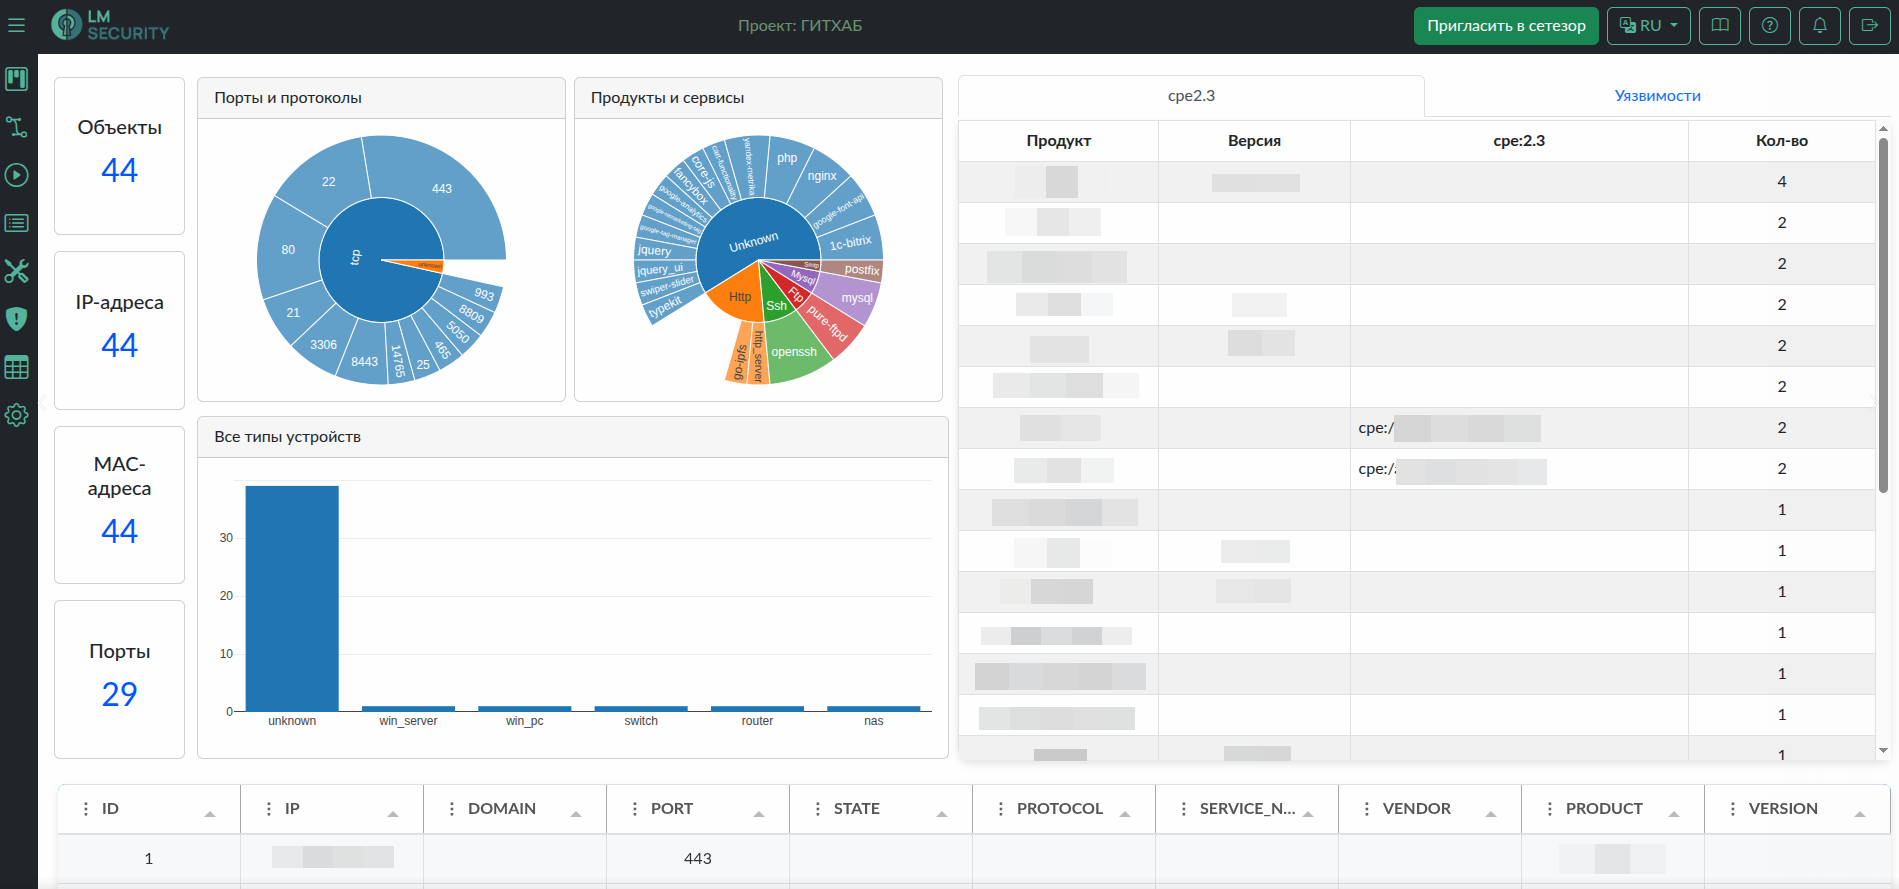 LM
SECURITY
Проект: ГИТХАБ
Пригласить в сетезор
RU
Объекты
44
IP-адреса
44
MAC-
адреса
44
Порты
29
Порты и протоколы
443
22
80
21
3306
8443
14765
25
465
5050
8809
993
tcp
unknown
Продукты и сервисы
yandex-metrika
php
nginx
google-font-api
1c-bitrix
cart-functionality
core-js
fancybox
google-analytics
google-remarketing-tag
google-tag-manager
jquery
jquery_ui
swiper-slider
typekit
Unknown
Http
Ssh
Ftp
Mysql
Smtp
postfix
mysql
pure-ftpd
openssh
http_server
go-ipfs
Все типы устройств
30
20
10
0
unknown
win_server
win_pc
switch
router
nas
cpe2.3
Уязвимости
Продукт
Версия
cpe:2.3
Кол-во
4
2
2
2
2
2
cpe:/
2
cpe:/
2
1
1
1
1
1
1
1
ID
IP
DOMAIN
PORT
STATE
PROTOCOL
SERVICE_N...
VENDOR
PRODUCT
VERSION
1
443